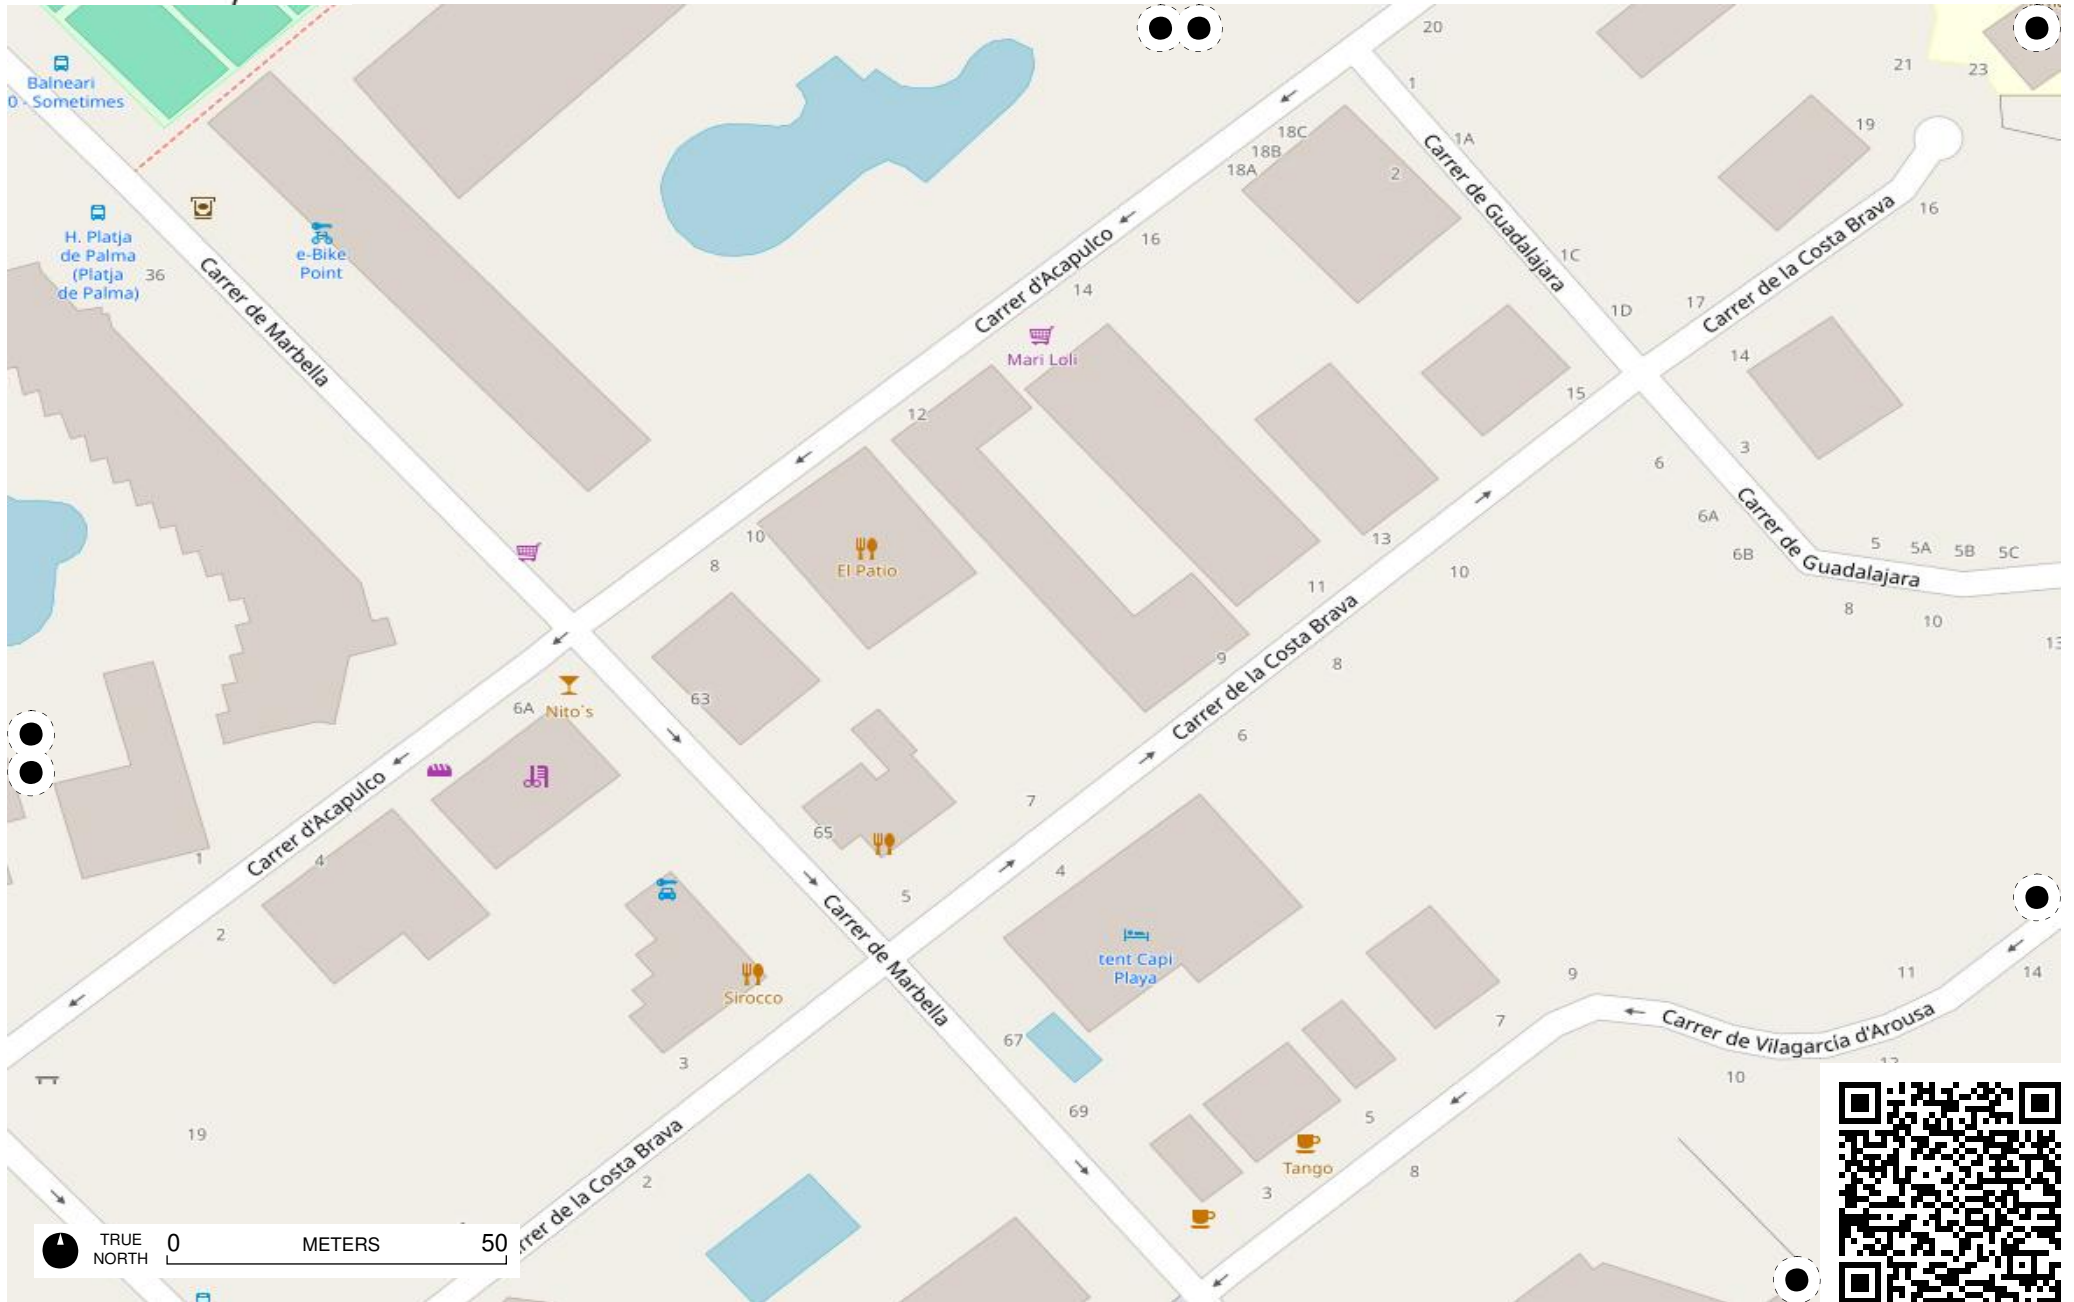 20
21
23
Balneari
0 - Sometimes
1
19
18C
18B
18A
1A
2
Carrer de Guadalajara
16
H. Platja
de Palma
(Platja
de Palma)
36
e-Bike
Point
Carrer de Marbella
Carrer d'Acapulco
16
14
1C
1D
17
Carrer de la Costa Brava
Mari Loli
14
15
12
3
6
6A
6B
Carrer de Guadalajara
5
5A
5B
5C
8
10
13
10
8
El Patio
13
11
10
9
8
6
Carrer de la Costa Brava
63
6A
Nito´s
Carrer d'Acapulco
1
4
2
65
7
5
4
Carrer de Marbella
tent Capi
Playa
Sirocco
3
67
69
9
11
14
7
Carrer de Vilagarcía d'Arousa
10
19
5
Tango
3
8
2
rrer de la Costa Brava
TRUE
NORTH
0
METERS
50